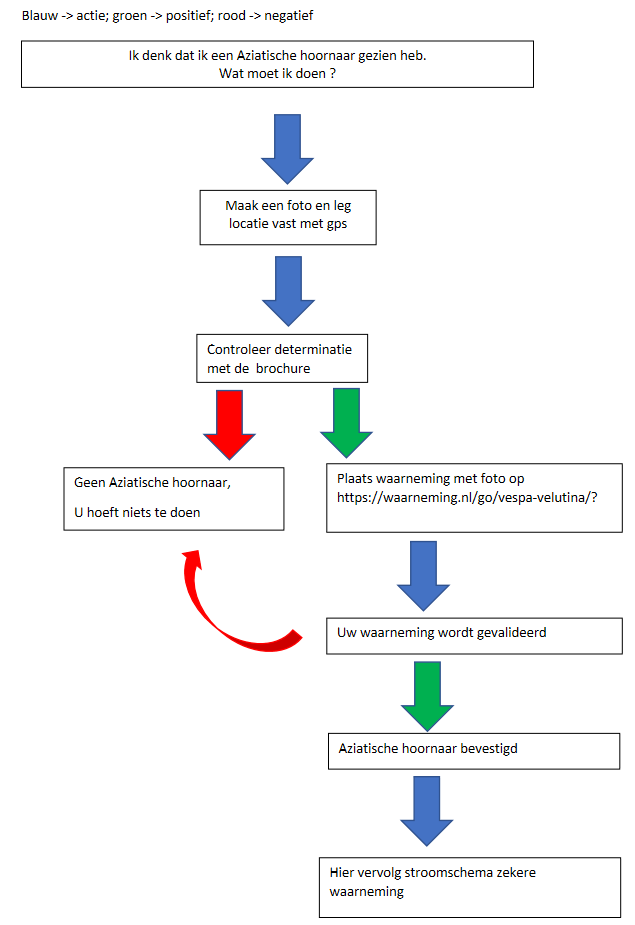 Blauw -> actie; groen -> positief; rood -> negatief
Ik denk dat ik een Aziatische hoornaar gezien heb.
Wat moet ik doen ?
Maak een foto en leg
locatie vast met gps
Controleer determinatie
met de  brochure
Geen Aziatische hoornaar,
U hoeft niets te doen
Plaats waarneming met foto op
https://waarneming.nl/go/vespa-velutina/?
Uw waarneming wordt gevalideerd
Aziatische hoornaar bevestigd
Hier vervolg stroomschema zekere
waarneming